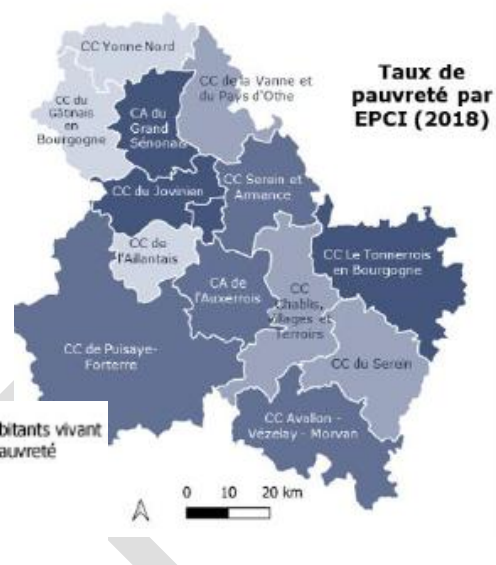 Taux de
pauvreté par
EPCI (2018)
CC Yonne Nord
CC de la Vanne et
du Pays d'Othe
CC du
Gâtinais
en
Bourgogne
CA du
Grand
Sénonais
CC du Jovinien
CC Serein et
Armance
CC de
l'Aillantais
CC Le Tonnerrois
en Bourgogne
CA de
l'Auxerrois
CC
Chablis,
Villages et
Terroirs
CC de Puisaye-
Forterre
CC du Serein
CC Avallon -
Vézelay - Morvan
bitants vivant
auvreté
0 10 20 km